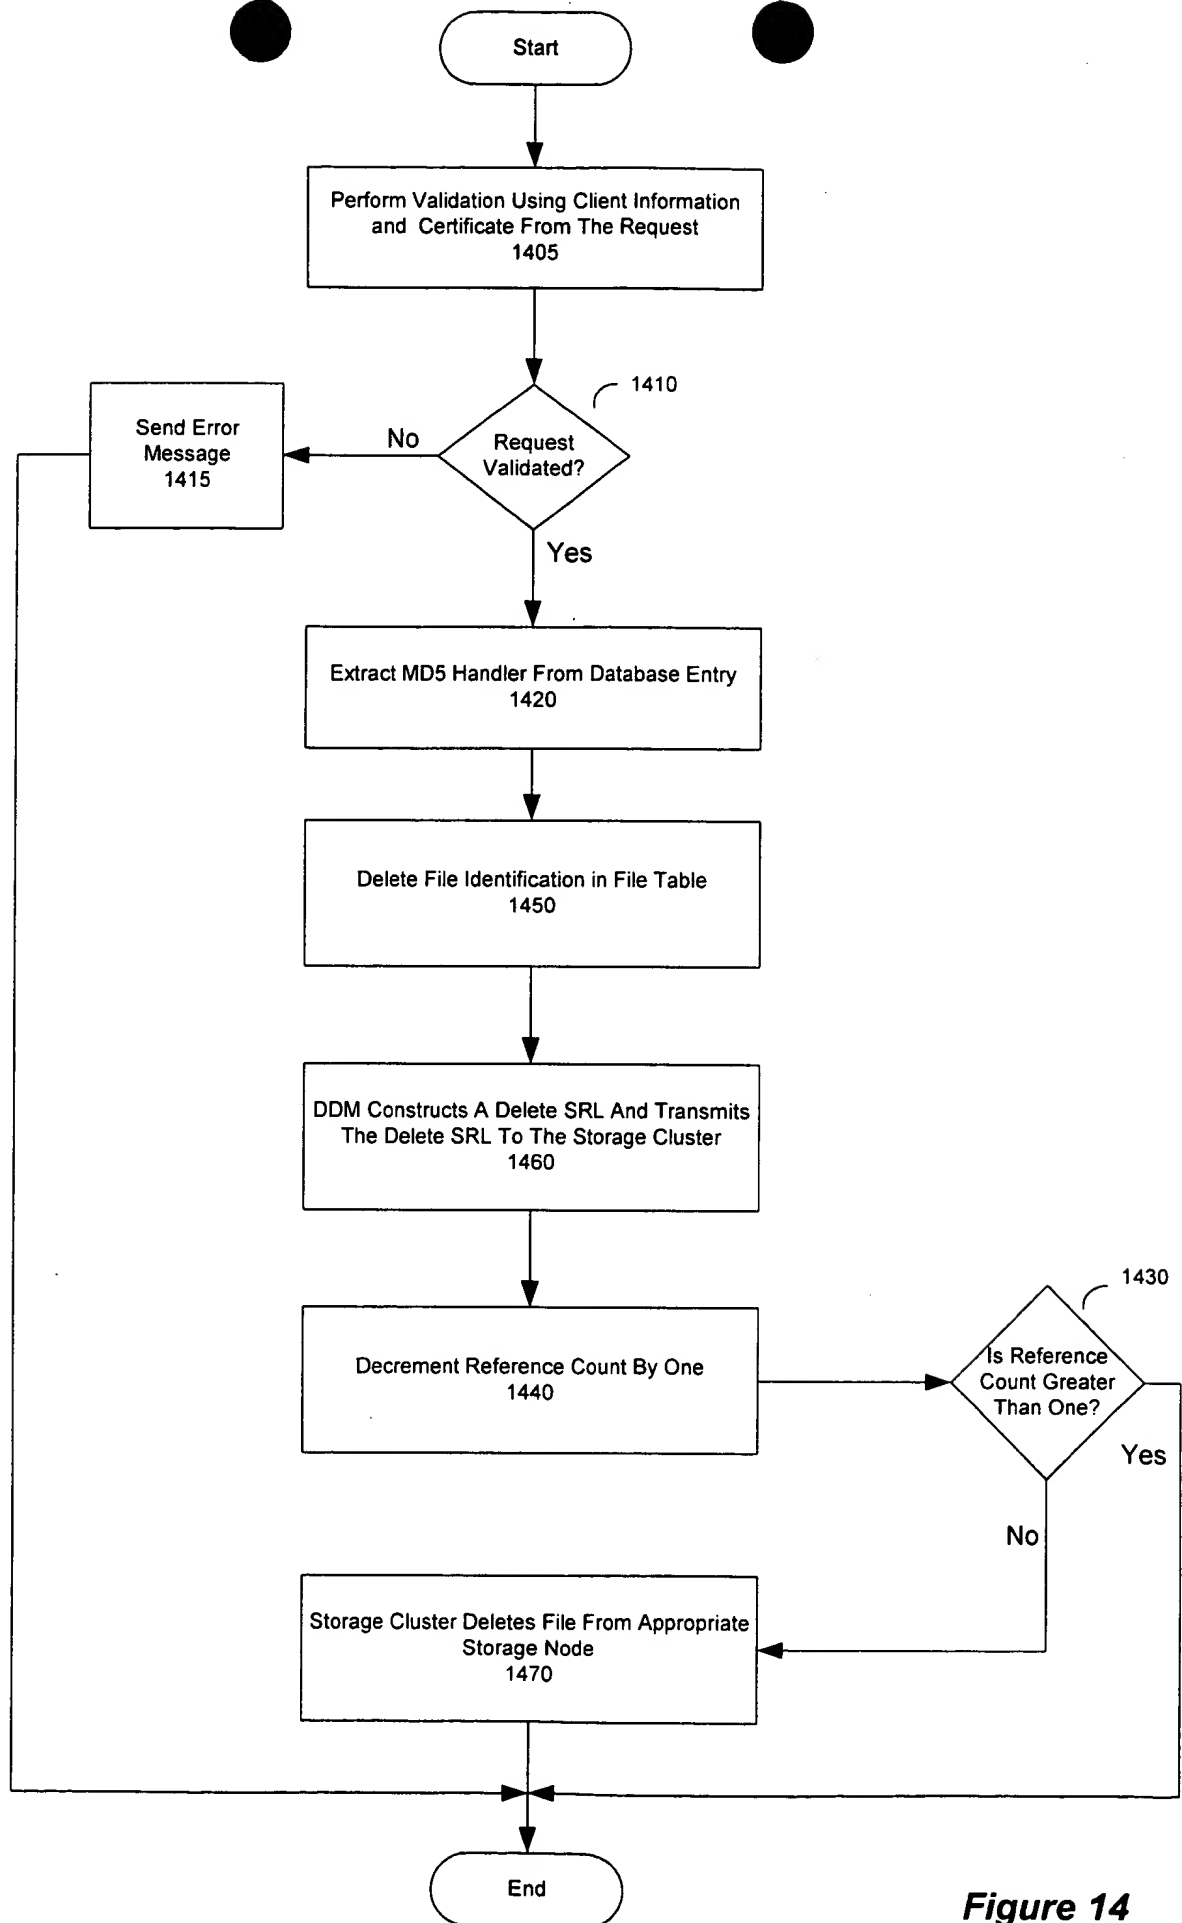 Start
Perform Validation Using Client Information
and Certificate From The Request
1405
1410
Request
Validated?
No
Send Error
Message
1415
Yes
Extract MD5 Handler From Database Entry
1420
Delete File Identification in File Table
1450
DDM Constructs A Delete SRL And Transmits
The Delete SRL To The Storage Cluster
1460
Decrement Reference Count By One
1440
1430
Is Reference
Count Greater
Than One?
Yes
No
Storage Cluster Deletes File From Appropriate
Storage Node
1470
End
Figure 14